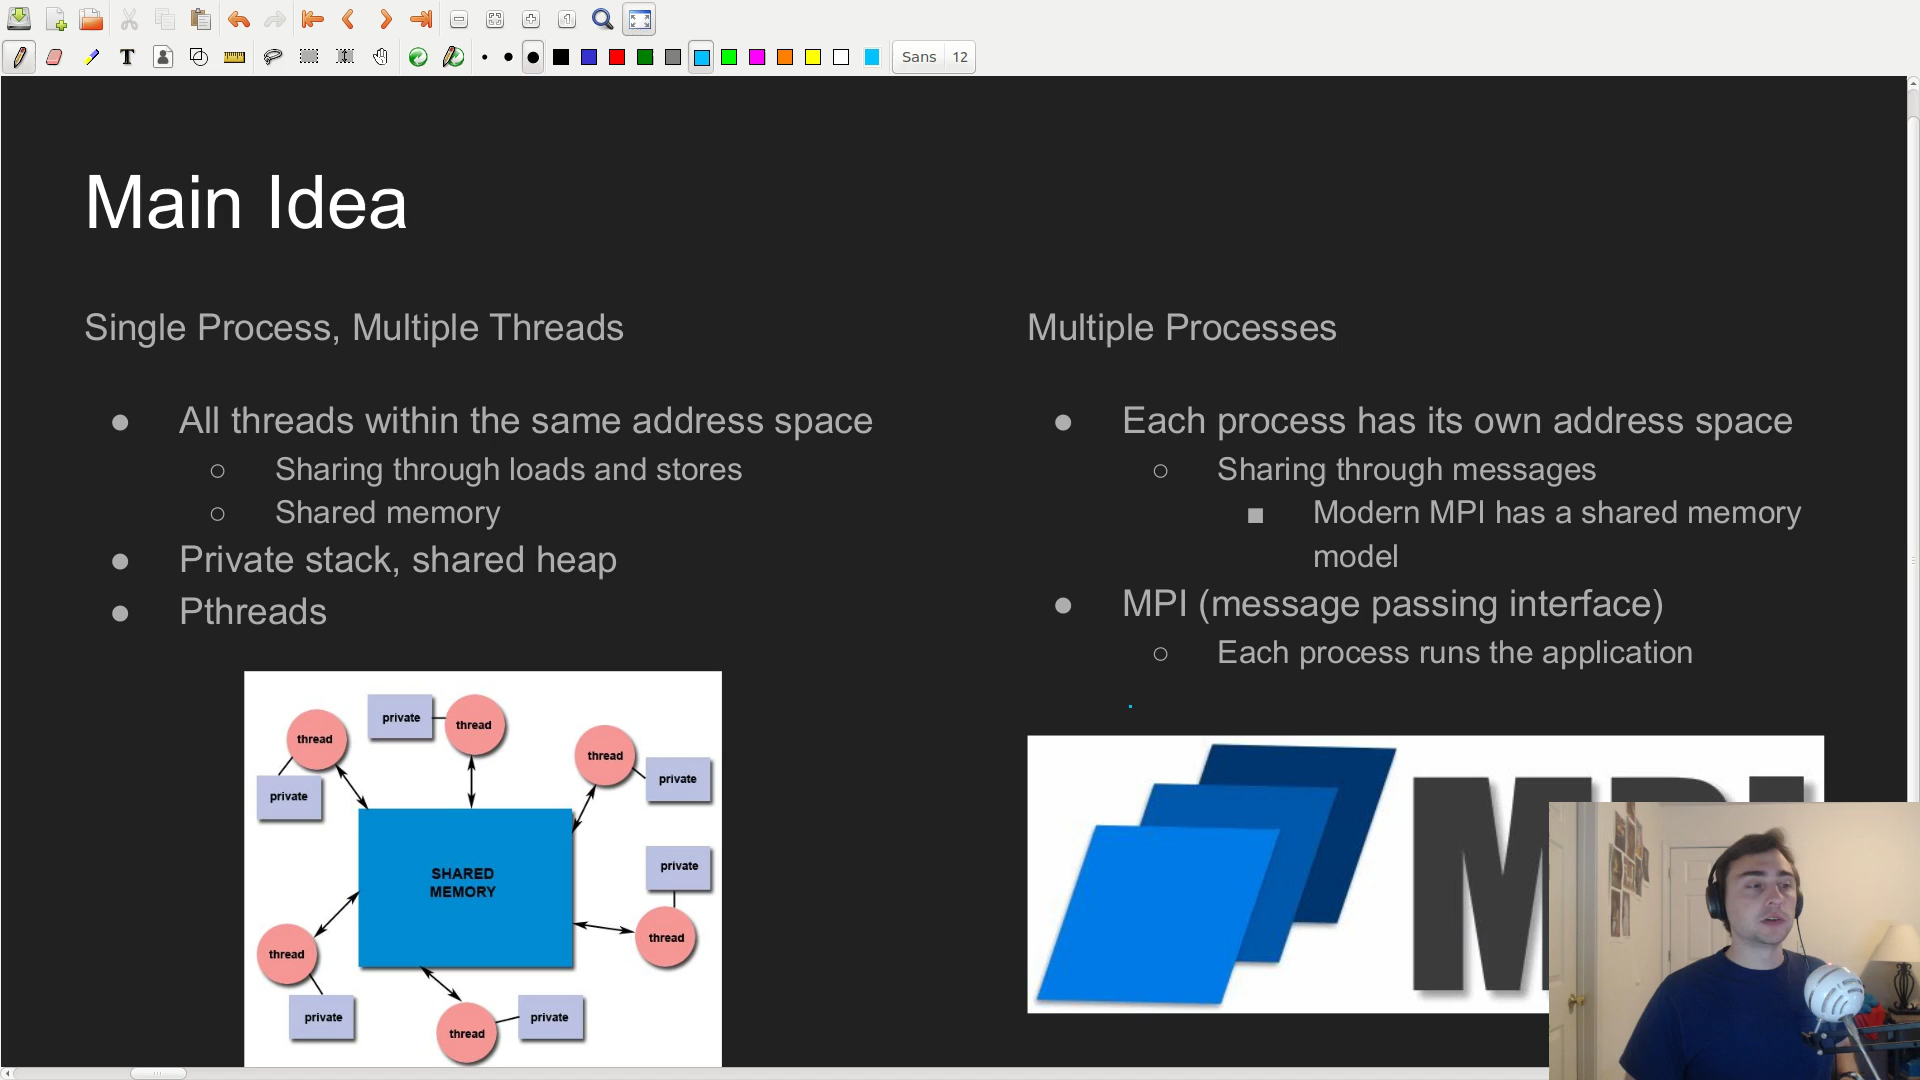 T
Sans 12
Main Idea
Single Process, Multiple Threads
● All threads within the same address space
○ Sharing through loads and stores
○ Shared memory
● Private stack, shared heap
● Pthreads
private
thread
thread
private
thread
private
SHARED
MEMORY
private
thread
thread
private
thread
private
Multiple Processes
● Each process has its own address space
○ Sharing through messages
■ Modern MPI has a shared memory
model
● MPI (message passing interface)
○ Each process runs the application
MPI